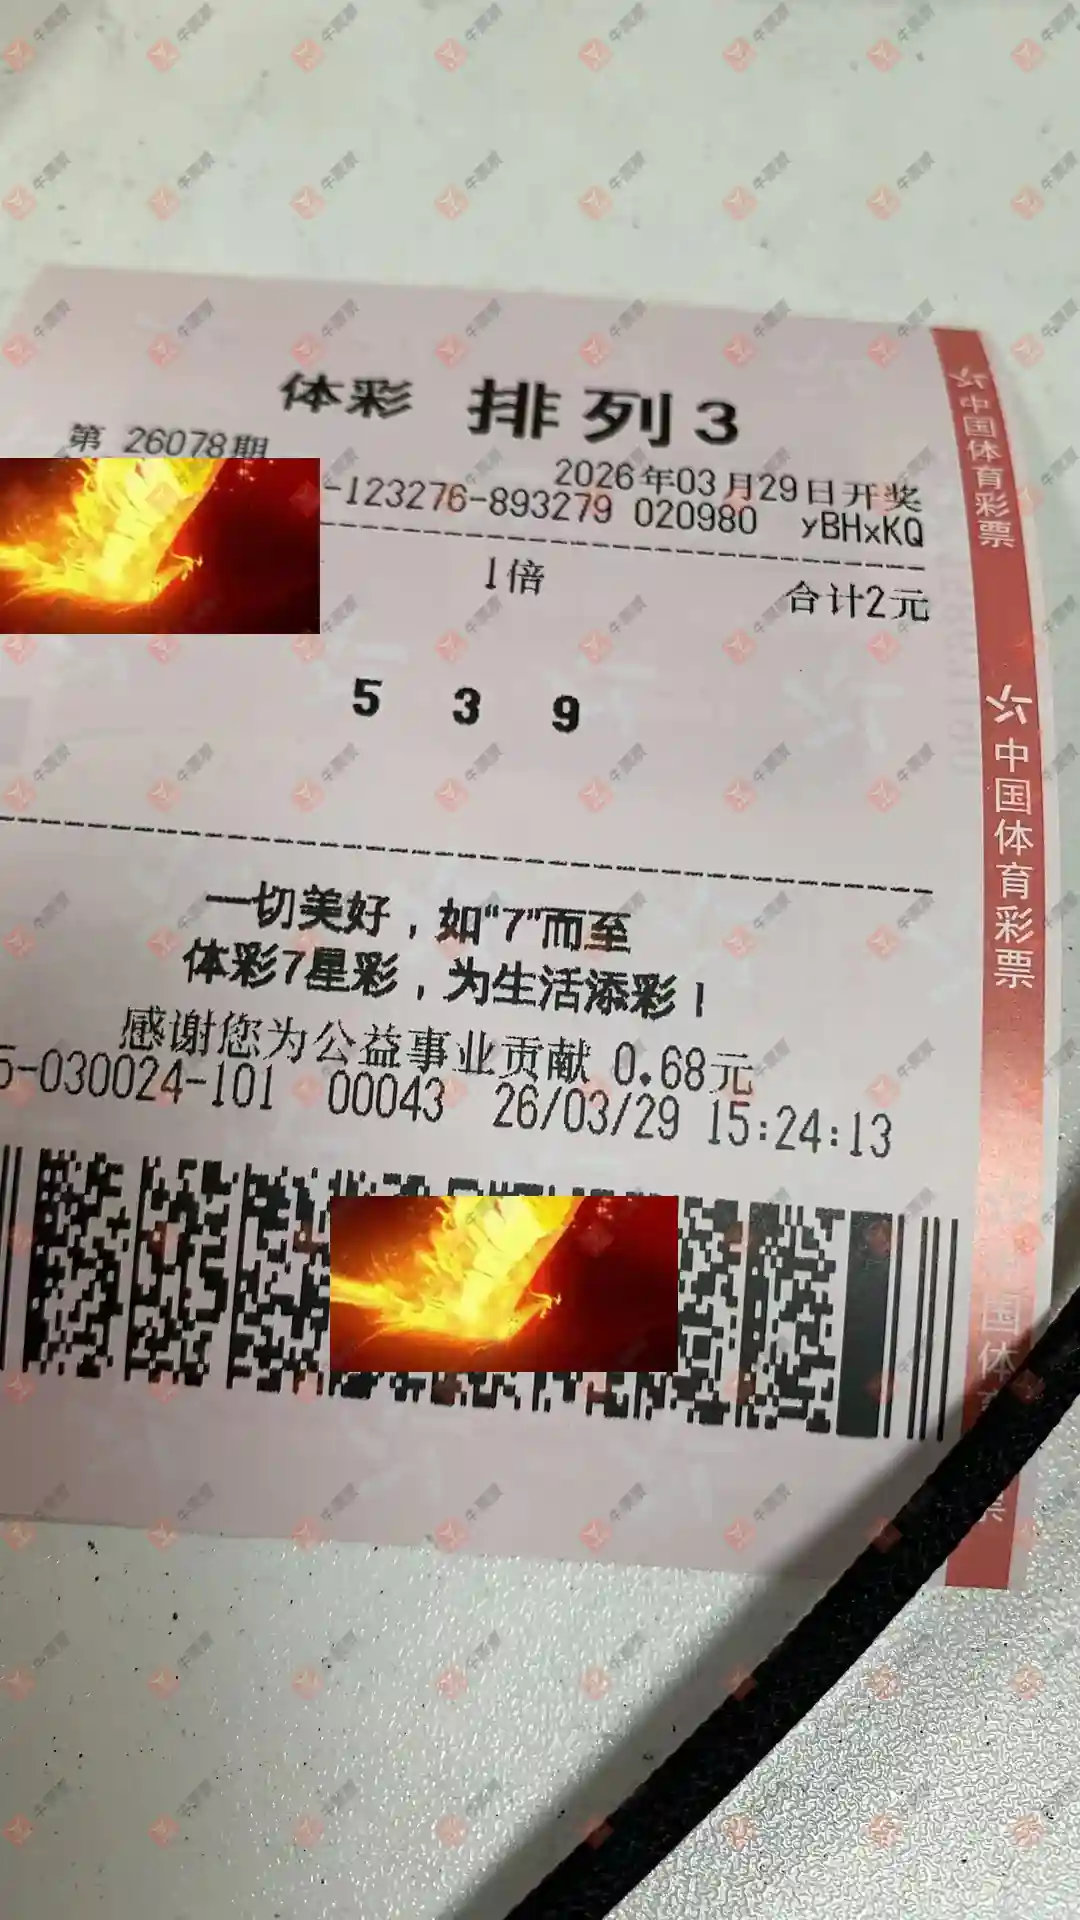 体彩 排列3
第 26078期
2026年03月29日开奖
-123276-893279 020980 yBHxKQ
1倍
合计2元
5 3 9
一切美好，如“7”而至
体彩7星彩，为生活添彩！
感谢您为公益事业贡献 0.68元
5-030024-101 00043 26/03/29 15:24:13
中国体育彩票
中国体育彩票
国体